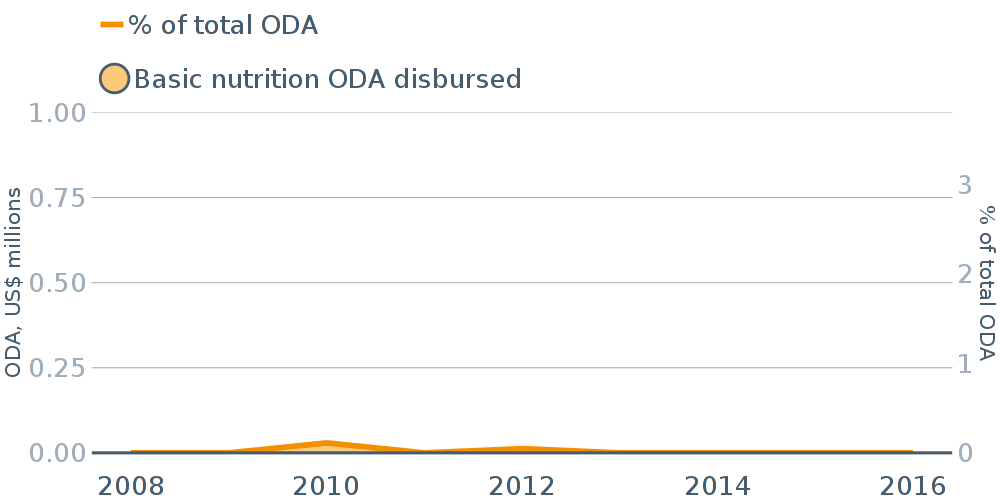 % of total ODA
Basic nutrition ODA disbursed
1.00
0.75
0.50
0.25
0.00
ODA, US$ millions
3
2
1
0
% of total ODA
2008 2010 2012 2014 2016